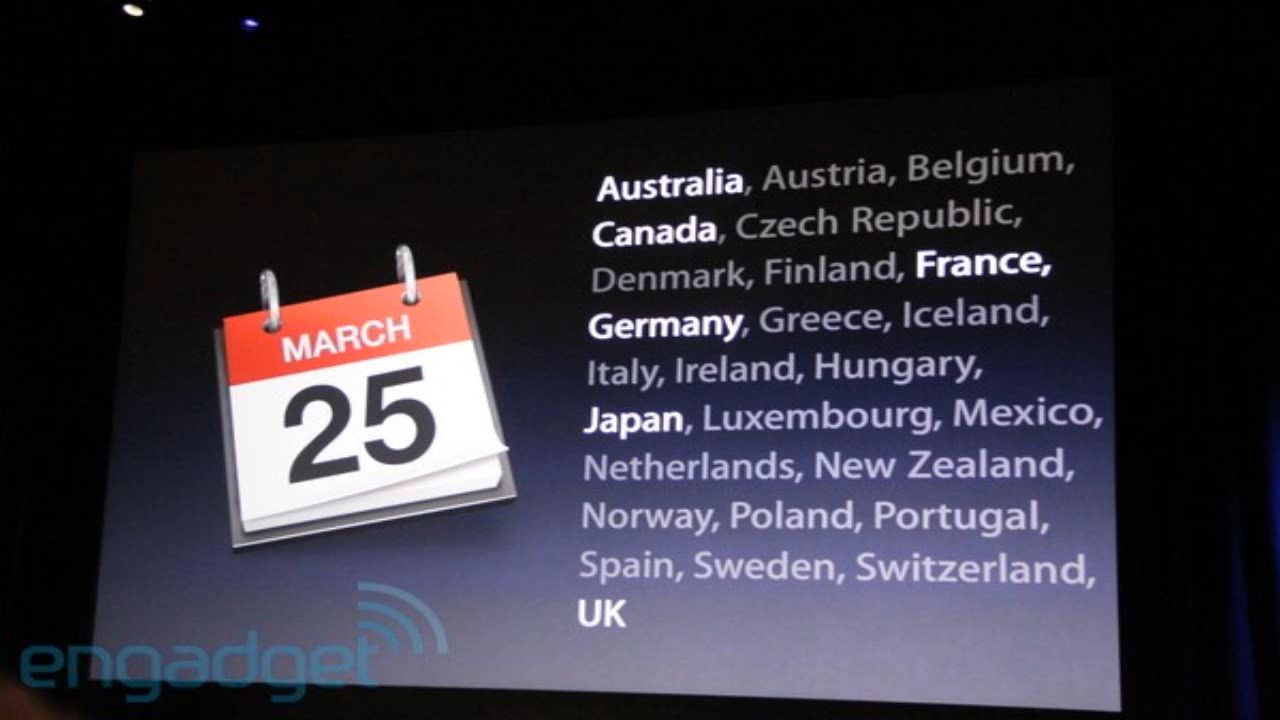 MARCH
25
Australia, Austria, Belgium,
Canada, Czech Republic,
Denmark, Finland, France,
Germany, Greece, Iceland,
Italy, Ireland, Hungary,
Japan, Luxembourg, Mexico,
Netherlands, New Zealand,
Norway, Poland, Portugal,
Spain, Sweden, Switzerland,
UK
engadget